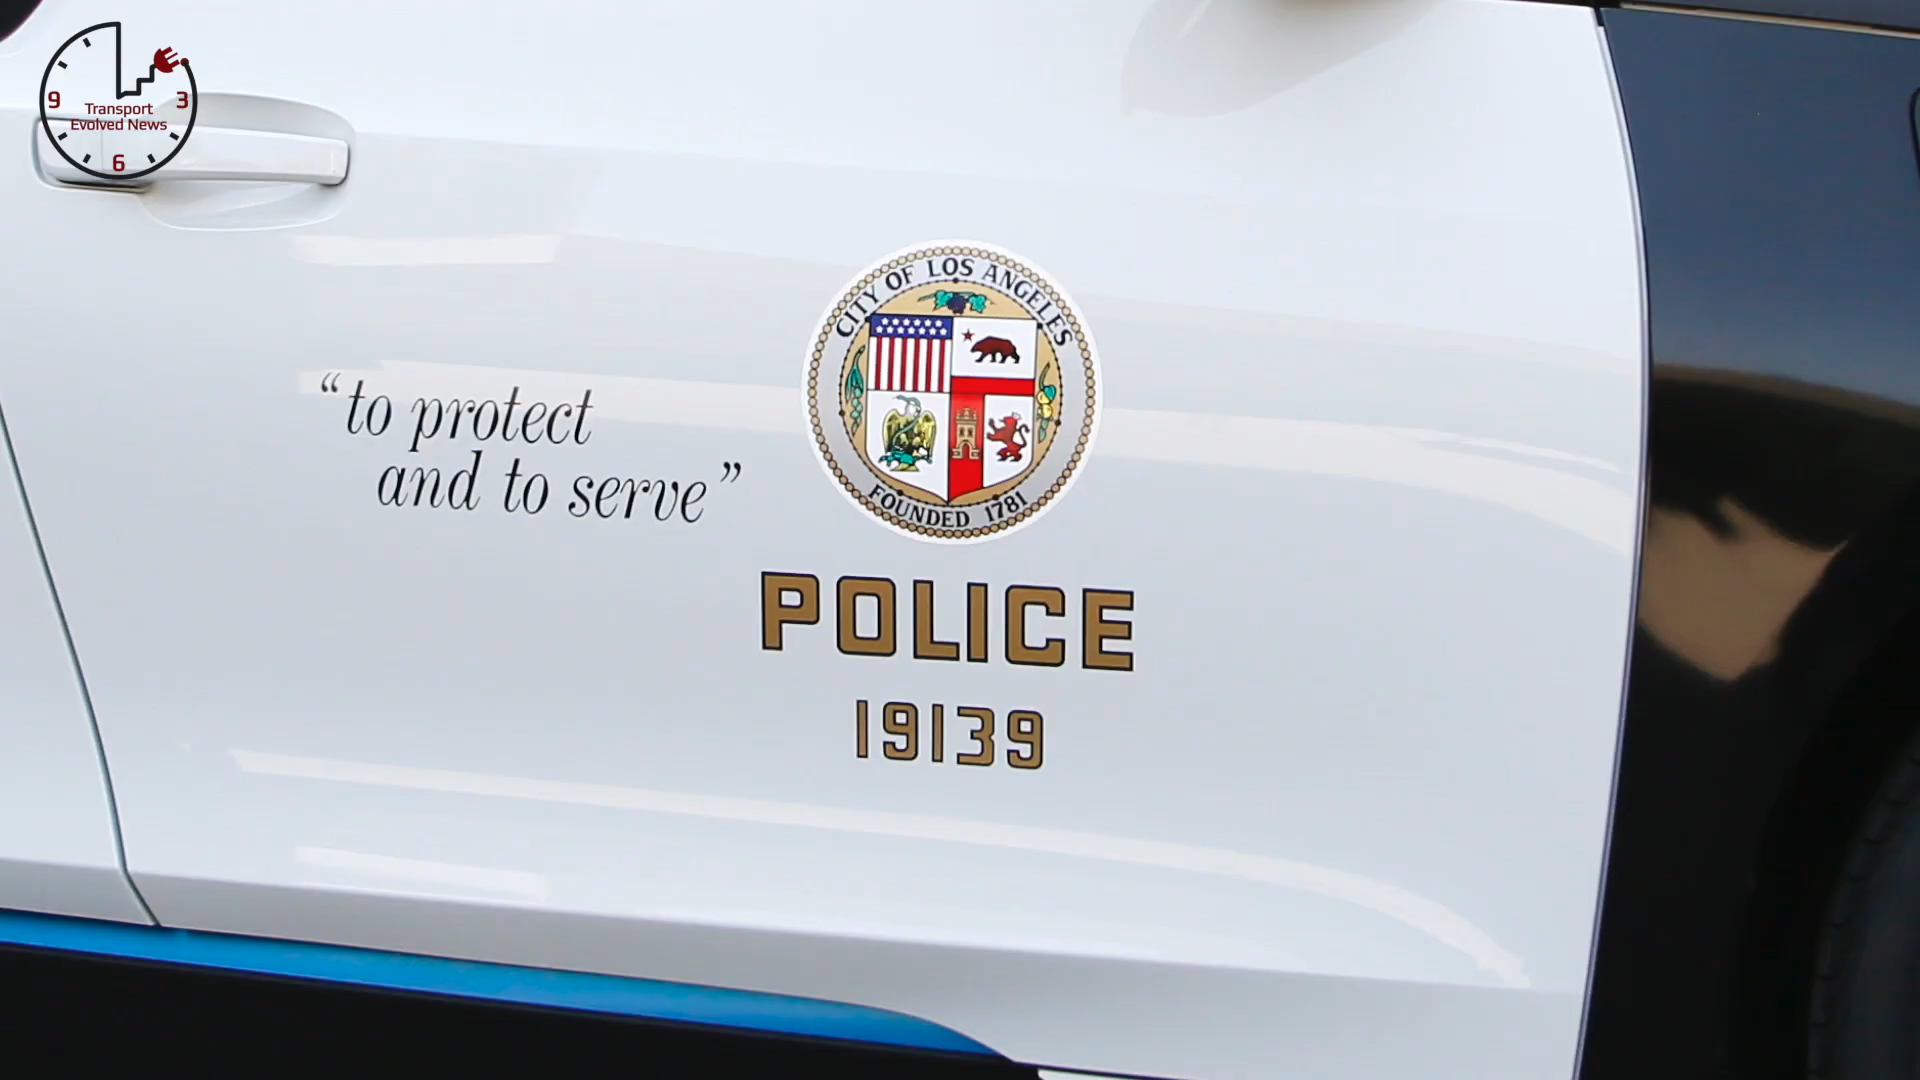 9
3
6
Transport
Evolved News
“to protect
and to serve”
CITY OF LOS ANGELES
FOUNDED 1781
POLICE
19139